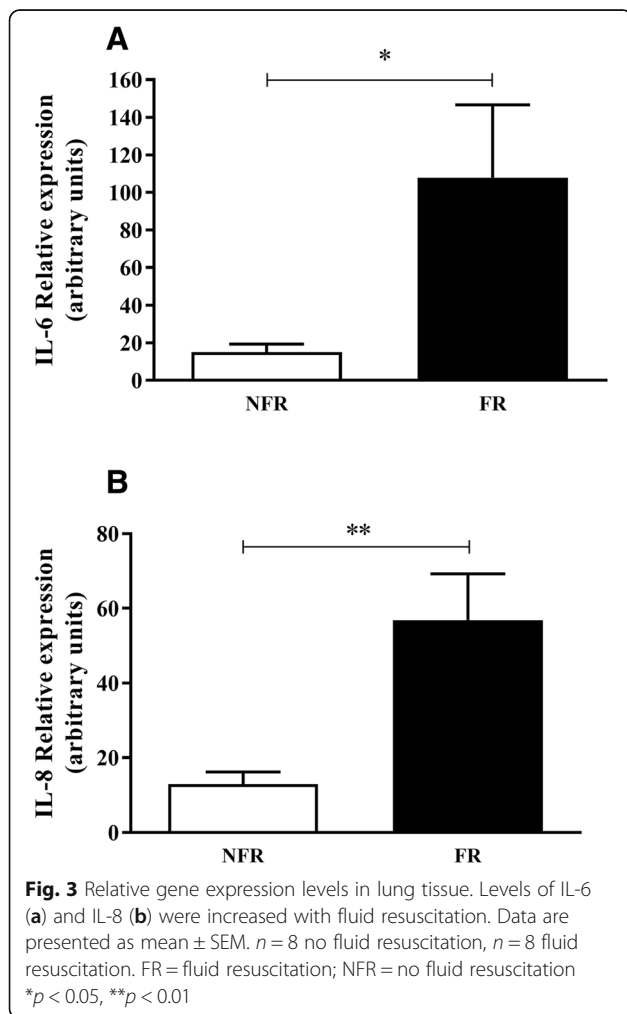 A
*
160
140
120
100
80
60
40
20
0
IL-6 Relative expression
(arbitrary units)
NFR FR
B
**
80
60
40
20
0
IL-8 Relative expression
(arbitrary units)
NFR FR
Fig. 3 Relative gene expression levels in lung tissue. Levels of IL-6
(a) and IL-8 (b) were increased with fluid resuscitation. Data are
presented as mean ± SEM. n = 8 no fluid resuscitation, n = 8 fluid
resuscitation. FR = fluid resuscitation; NFR = no fluid resuscitation
*p < 0.05, **p < 0.01